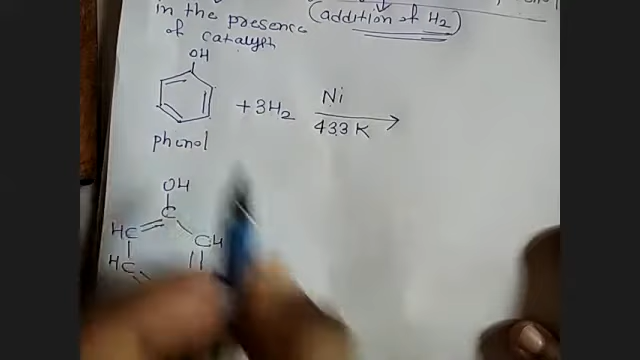 in the presence (addition of H2)
of catalyst
OH
+3H2 Ni
433 K
phenol
OH
C
HC CH
HC